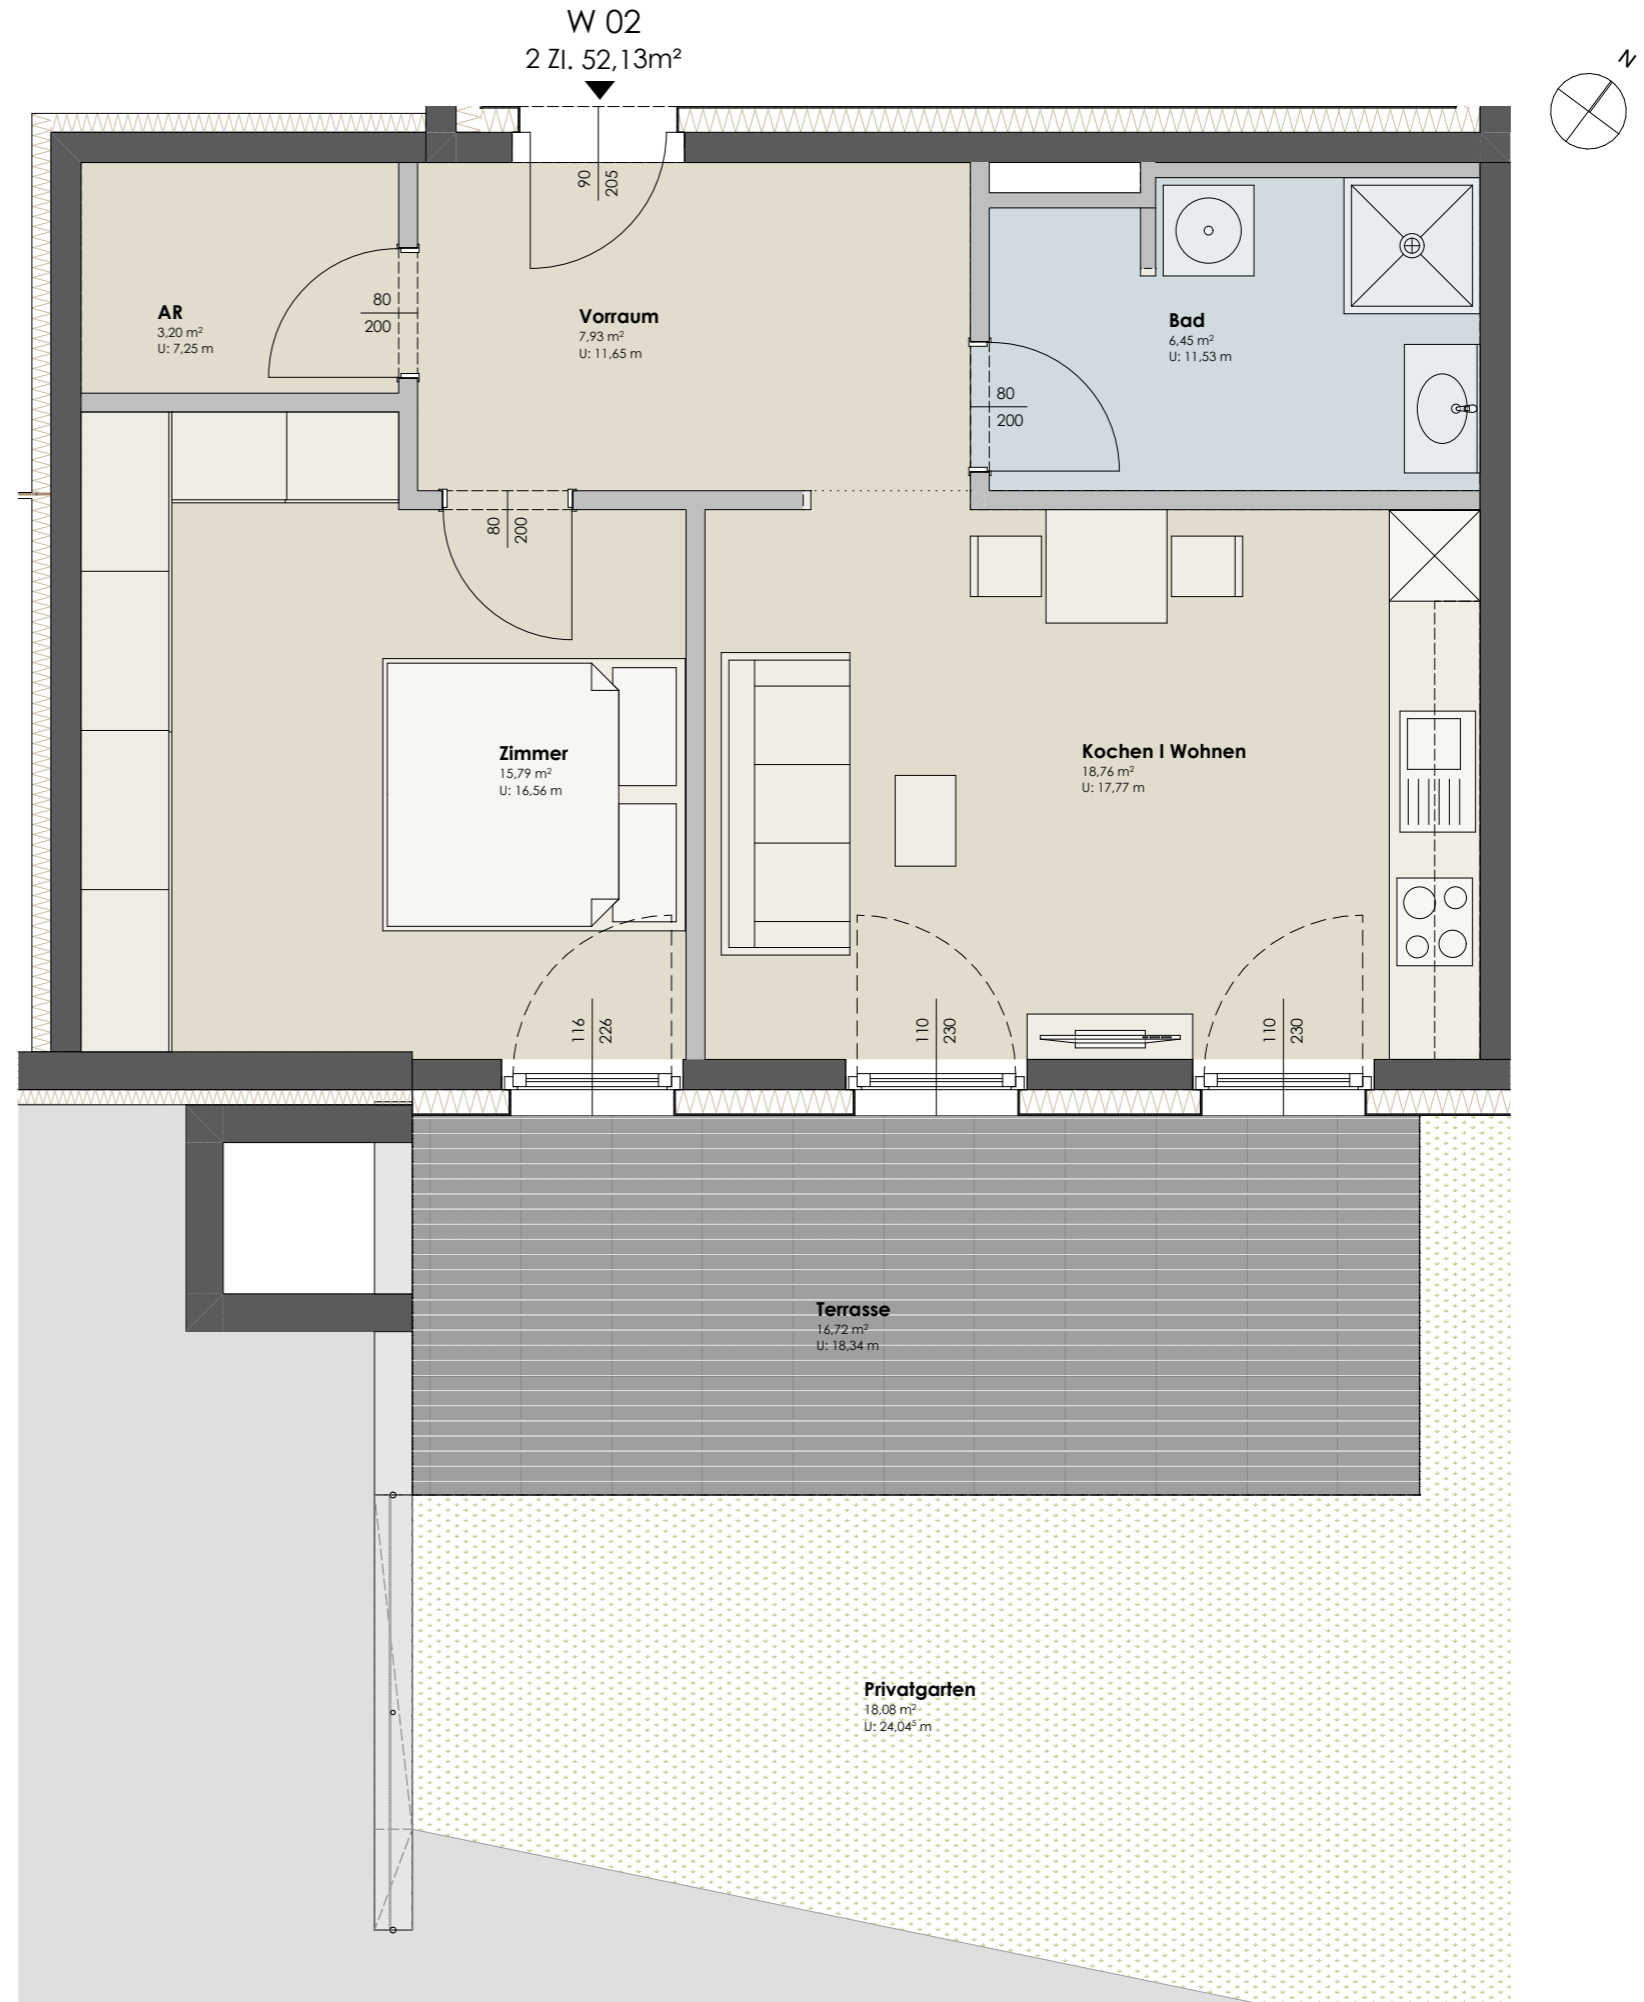 W 02
2 ZI. 52,13m²
N
90
205
AR
3,20 m²
U: 7,25 m
80
200
Vorraum
7,93 m²
U: 11,65 m
Bad
6,45 m²
U: 11,53 m
80
200
80
200
Zimmer
15,79 m²
U: 16,56 m
Kochen I Wohnen
18,76 m²
U: 17,77 m
116
226
110
230
110
230
Terrasse
16,72 m²
U: 18,34 m
Privatgarten
18,08 m²
U: 24,04⁵ m